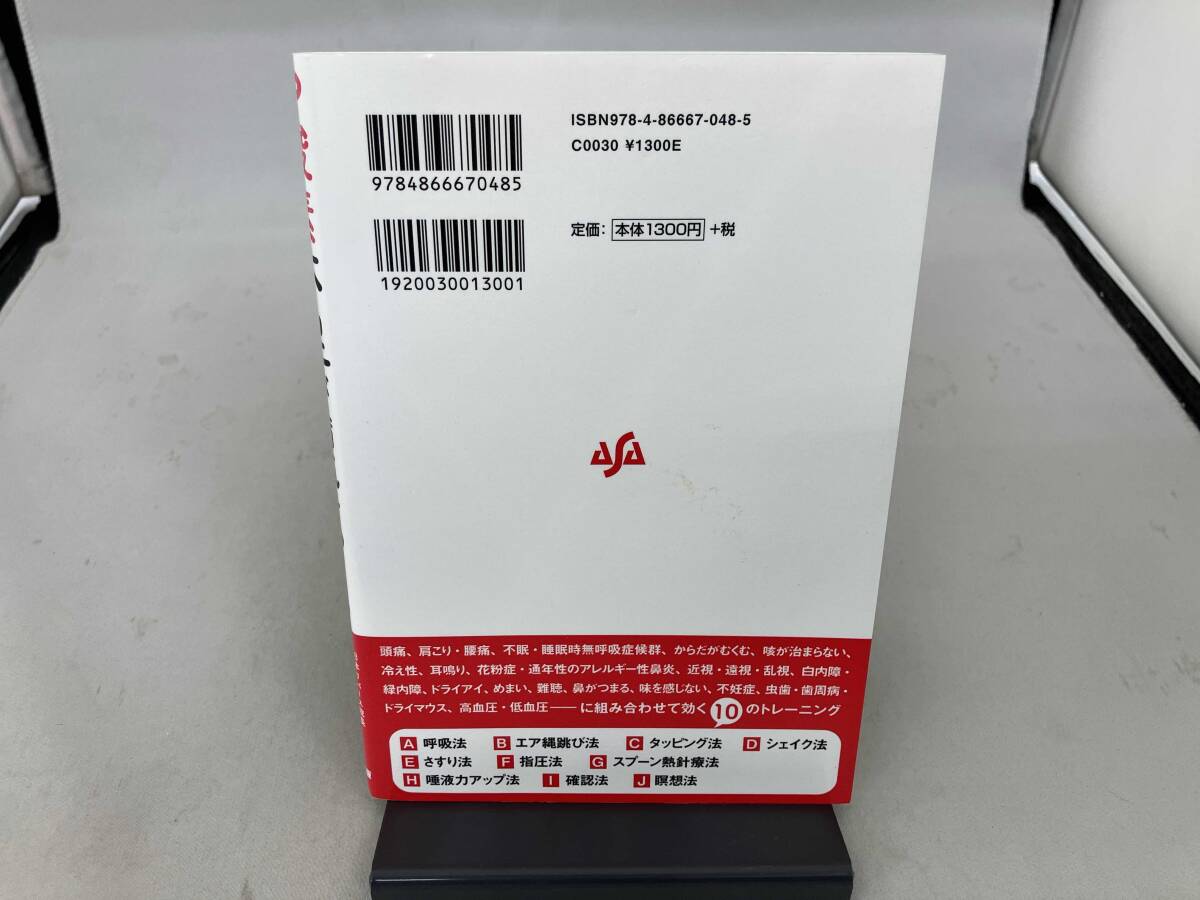 ISBN978-4-86667-048-5
C0030 ¥1300E
9784866670485
定価： 本体1300円 +税
1920030013001
ASA
頭痛、肩こり・腰痛、不眠・睡眠時無呼吸症候群、からだがむくむ、咳が治まらない、
冷え性、耳鳴り、花粉症・通年性のアレルギー性鼻炎、近視・遠視・乱視、白内障・
緑内障、ドライアイ、めまい、難聴、鼻がつまる、味を感じない、不妊症、虫歯・歯周病・
ドライマウス、高血圧・低血圧──に組み合わせて効く10のトレーニング
A 呼吸法 B エア縄跳び法 C タッピング法 D シェイク法
E さすり法 F 指圧法 G スプーン熱針療法
H 唾液力アップ法 I 確認法 J 瞑想法